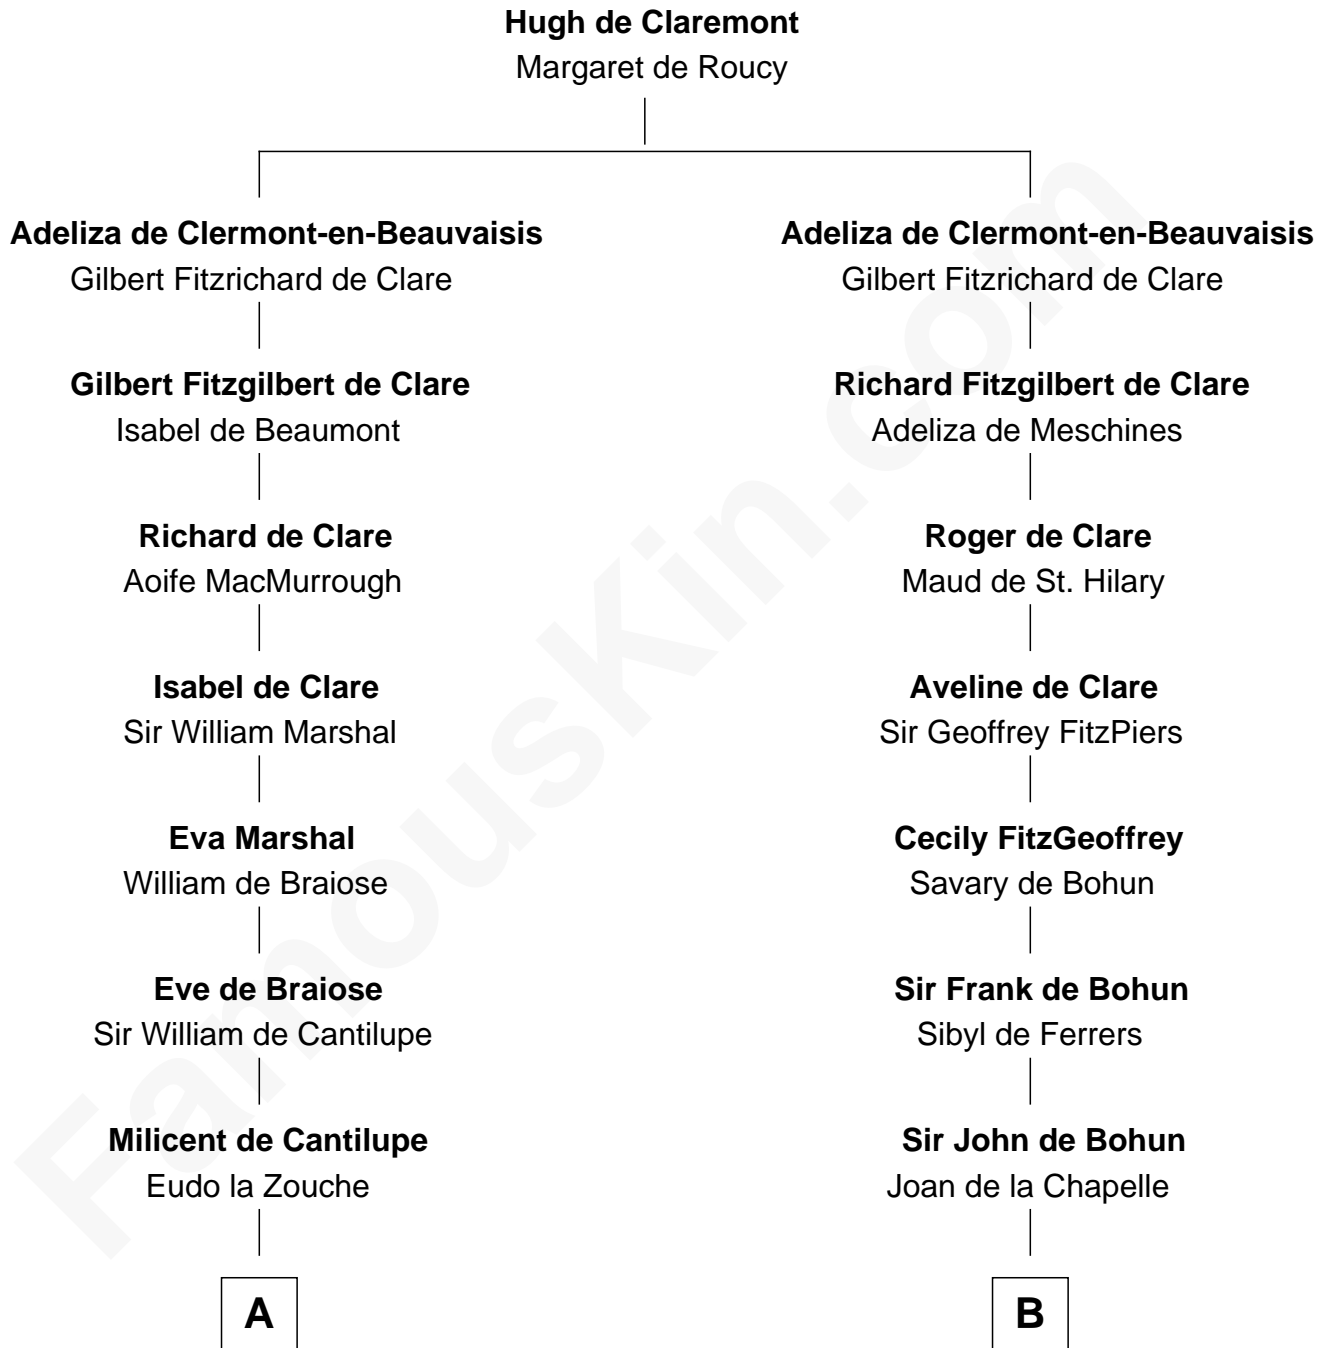 Hugh de Claremont
Margaret de Roucy
Adeliza de Clermont-en-Beauvaisis
Gilbert Fitzrichard de Clare
Gilbert Fitzgilbert de Clare
Isabel de Beaumont
Richard de Clare
Aoife MacMurrough
Isabel de Clare
Sir William Marshal
Eva Marshal
William de Braiose
Eve de Braiose
Sir William de Cantilupe
Milicent de Cantilupe
Eudo la Zouche
A
Adeliza de Clermont-en-Beauvaisis
Gilbert Fitzrichard de Clare
Richard Fitzgilbert de Clare
Adeliza de Meschines
Roger de Clare
Maud de St. Hilary
Aveline de Clare
Sir Geoffrey FitzPiers
Cecily FitzGeoffrey
Savary de Bohun
Sir Frank de Bohun
Sibyl de Ferrers
Sir John de Bohun
Joan de la Chapelle
B
FamousKin.com